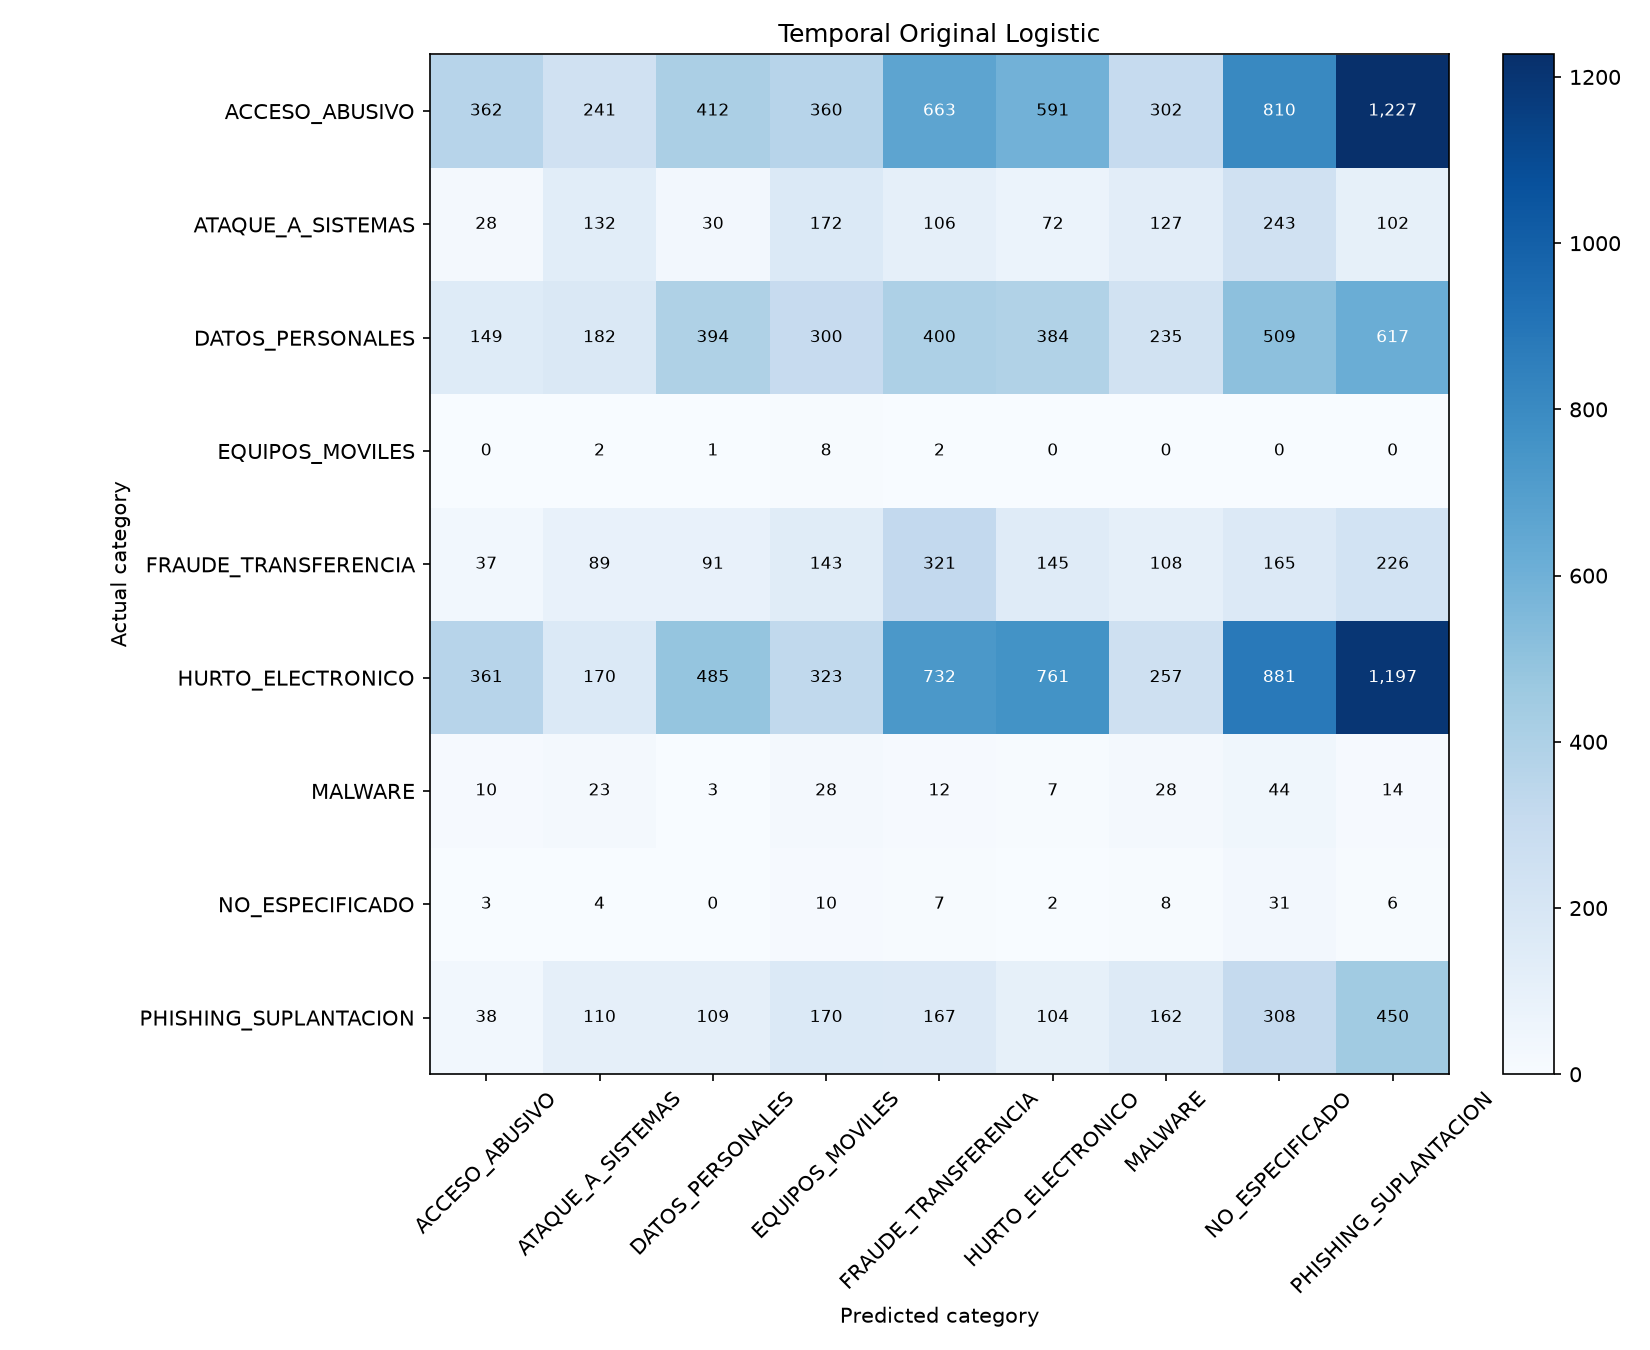 Temporal Original Logistic
ACCESO_ABUSIVO 362 241 412 360 663 591 302 810 1,227
ATAQUE_A_SISTEMAS 28 132 30 172 106 72 127 243 102
DATOS_PERSONALES 149 182 394 300 400 384 235 509 617
EQUIPOS_MOVILES 0 2 1 8 2 0 0 0 0
FRAUDE_TRANSFERENCIA 37 89 91 143 321 145 108 165 226
HURTO_ELECTRONICO 361 170 485 323 732 761 257 881 1,197
MALWARE 10 23 3 28 12 7 28 44 14
NO_ESPECIFICADO 3 4 0 10 7 2 8 31 6
PHISHING_SUPLANTACION 38 110 109 170 167 104 162 308 450
Actual category
ACCESO_ABUSIVO
ATAQUE_A_SISTEMAS
DATOS_PERSONALES
EQUIPOS_MOVILES
FRAUDE_TRANSFERENCIA
HURTO_ELECTRONICO
MALWARE
NO_ESPECIFICADO
PHISHING_SUPLANTACION
Predicted category
1200
1000
800
600
400
200
0